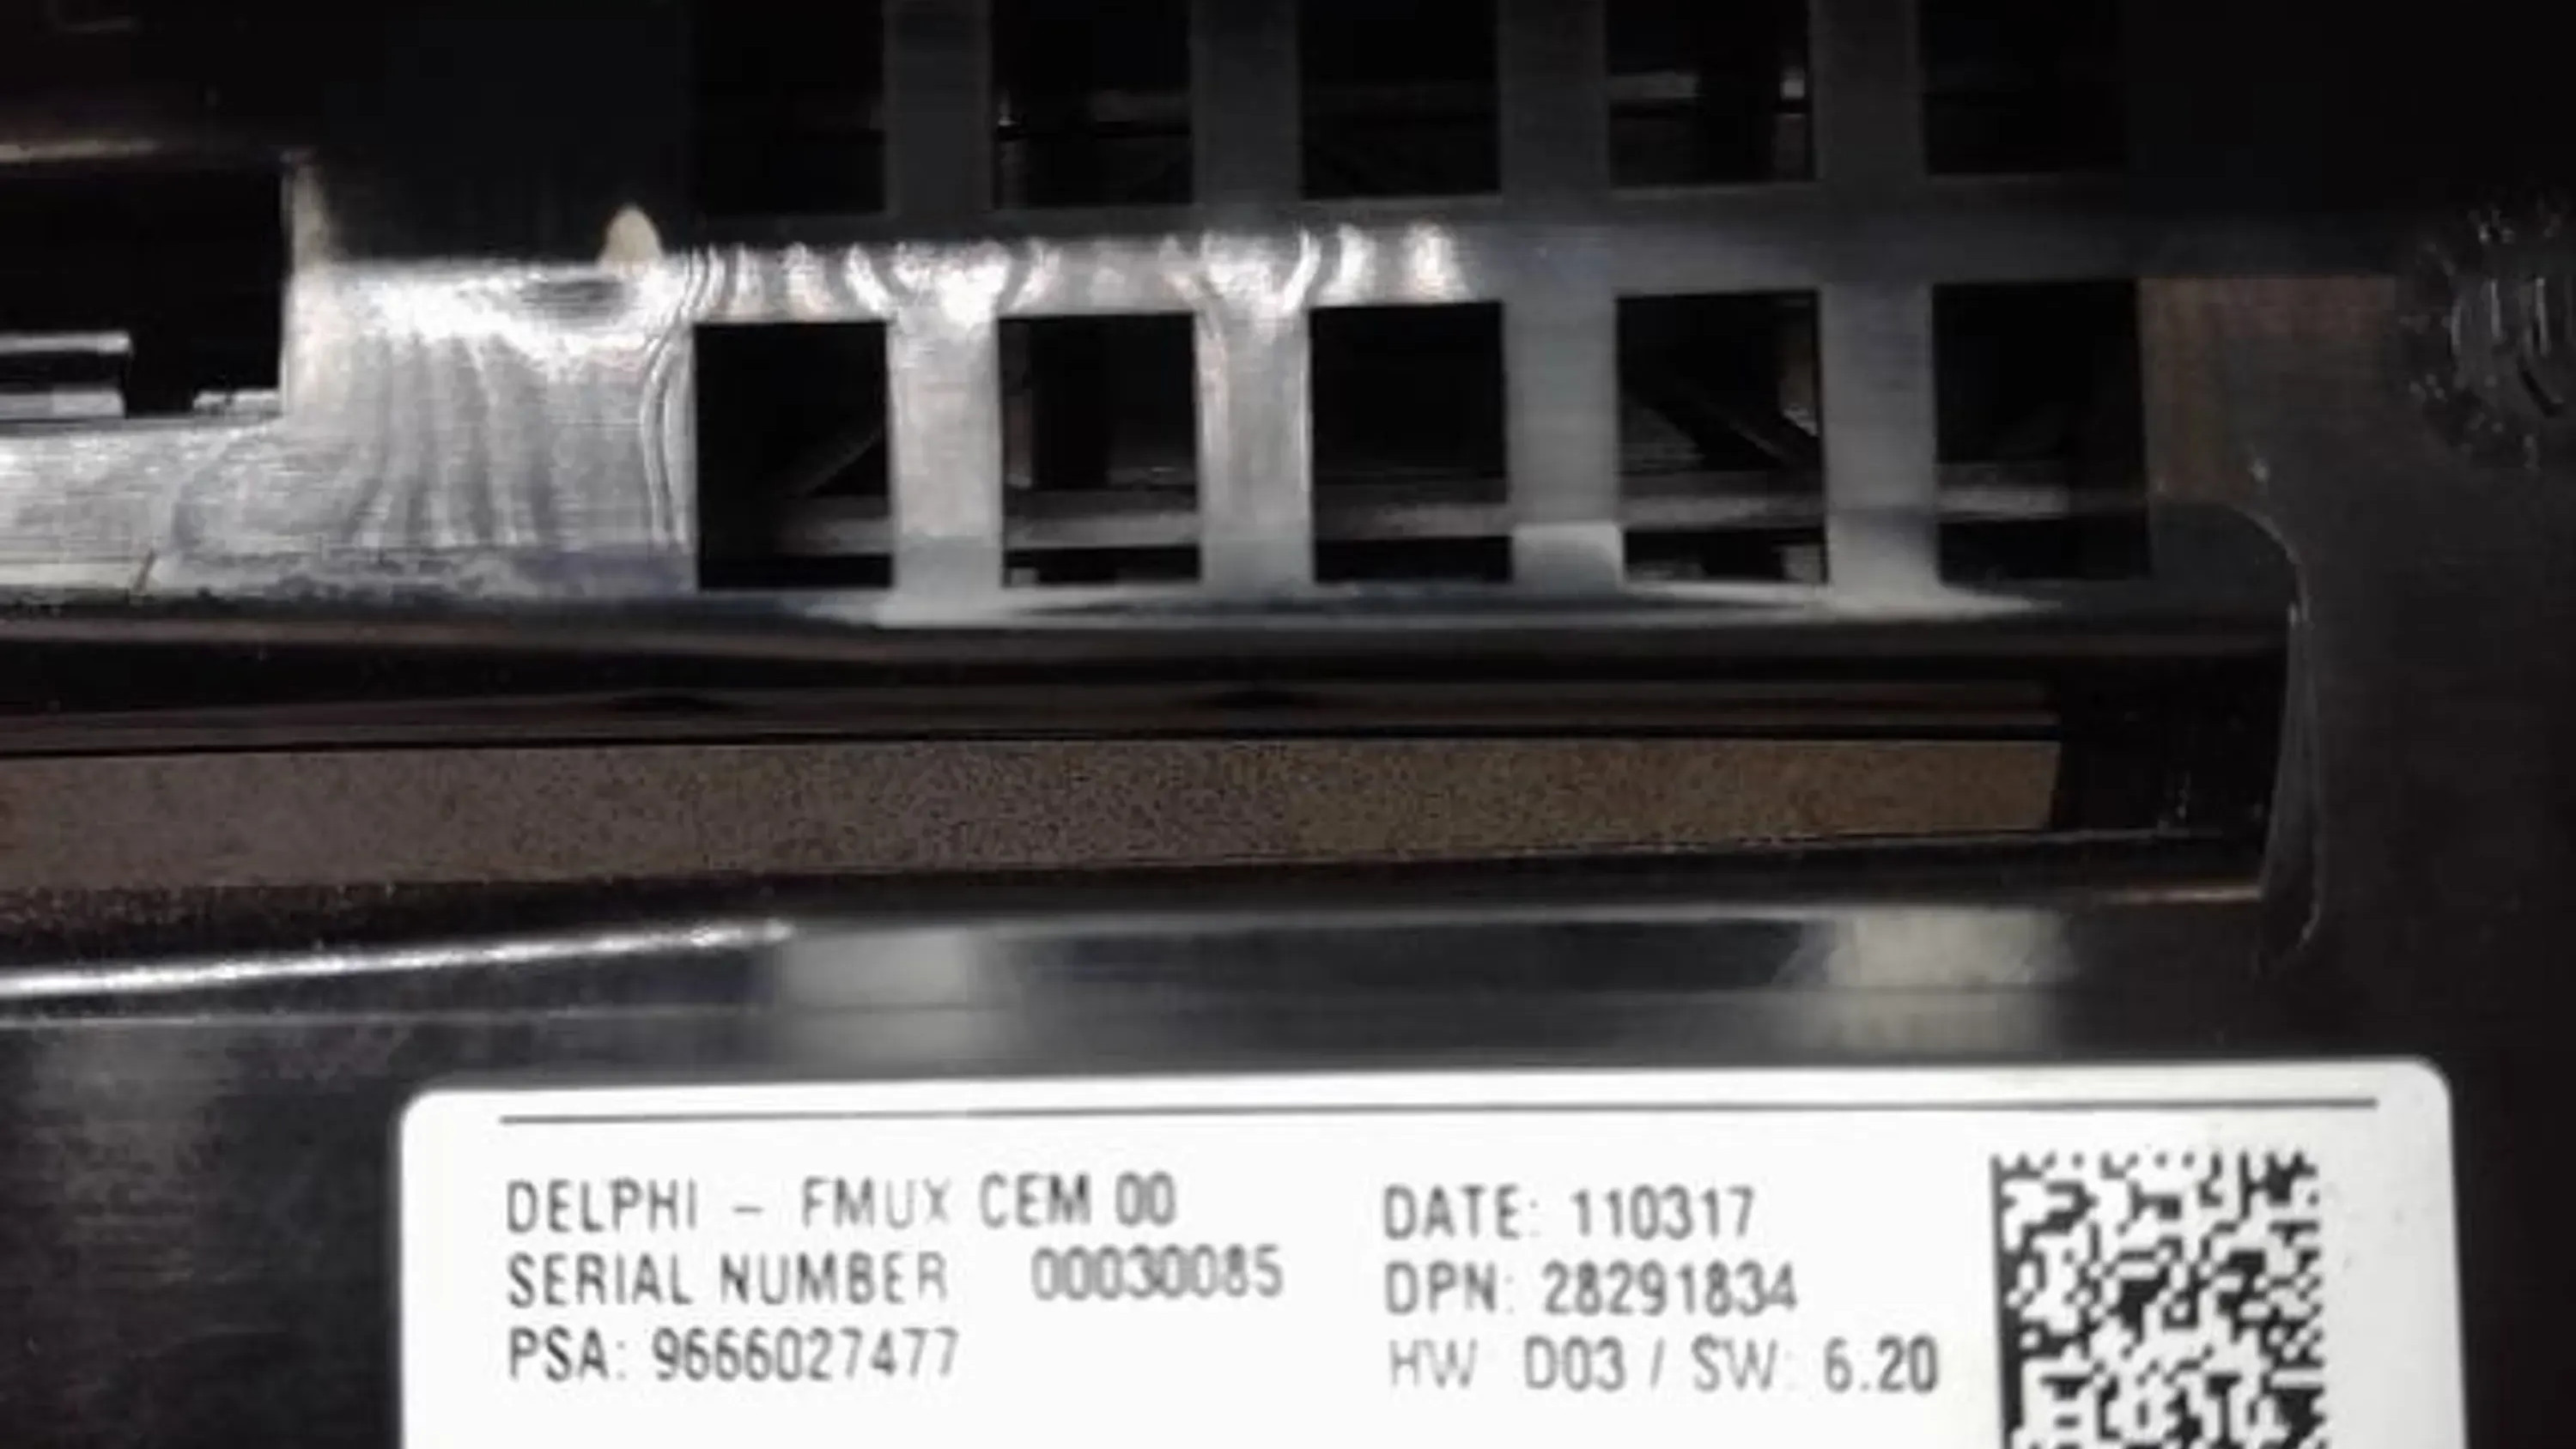 DELPHI - FMUX CEM 00
SERIAL NUMBER 00030085
PSA: 9666027477
DATE: 110317
DPN: 28291834
HW D03 / SW: 6.20